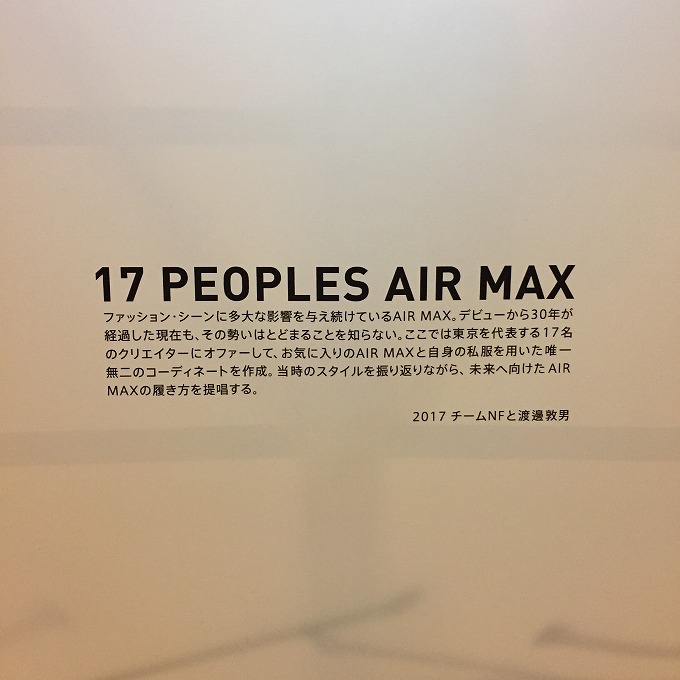 17 PEOPLES AIR MAX
ファッション・シーンに多大な影響を与え続けているAIR MAX。デビューから30年が
経過した現在も、その勢いはとどまることを知らない。ここでは東京を代表する17名
のクリエイターにオファーして、お気に入りのAIR MAXと自身の私服を用いた唯一
無二のコーディネートを作成。当時のスタイルを振り返りながら、未来へ向けたAIR
MAXの履き方を提唱する。
2017 チームNFと渡邊敦男